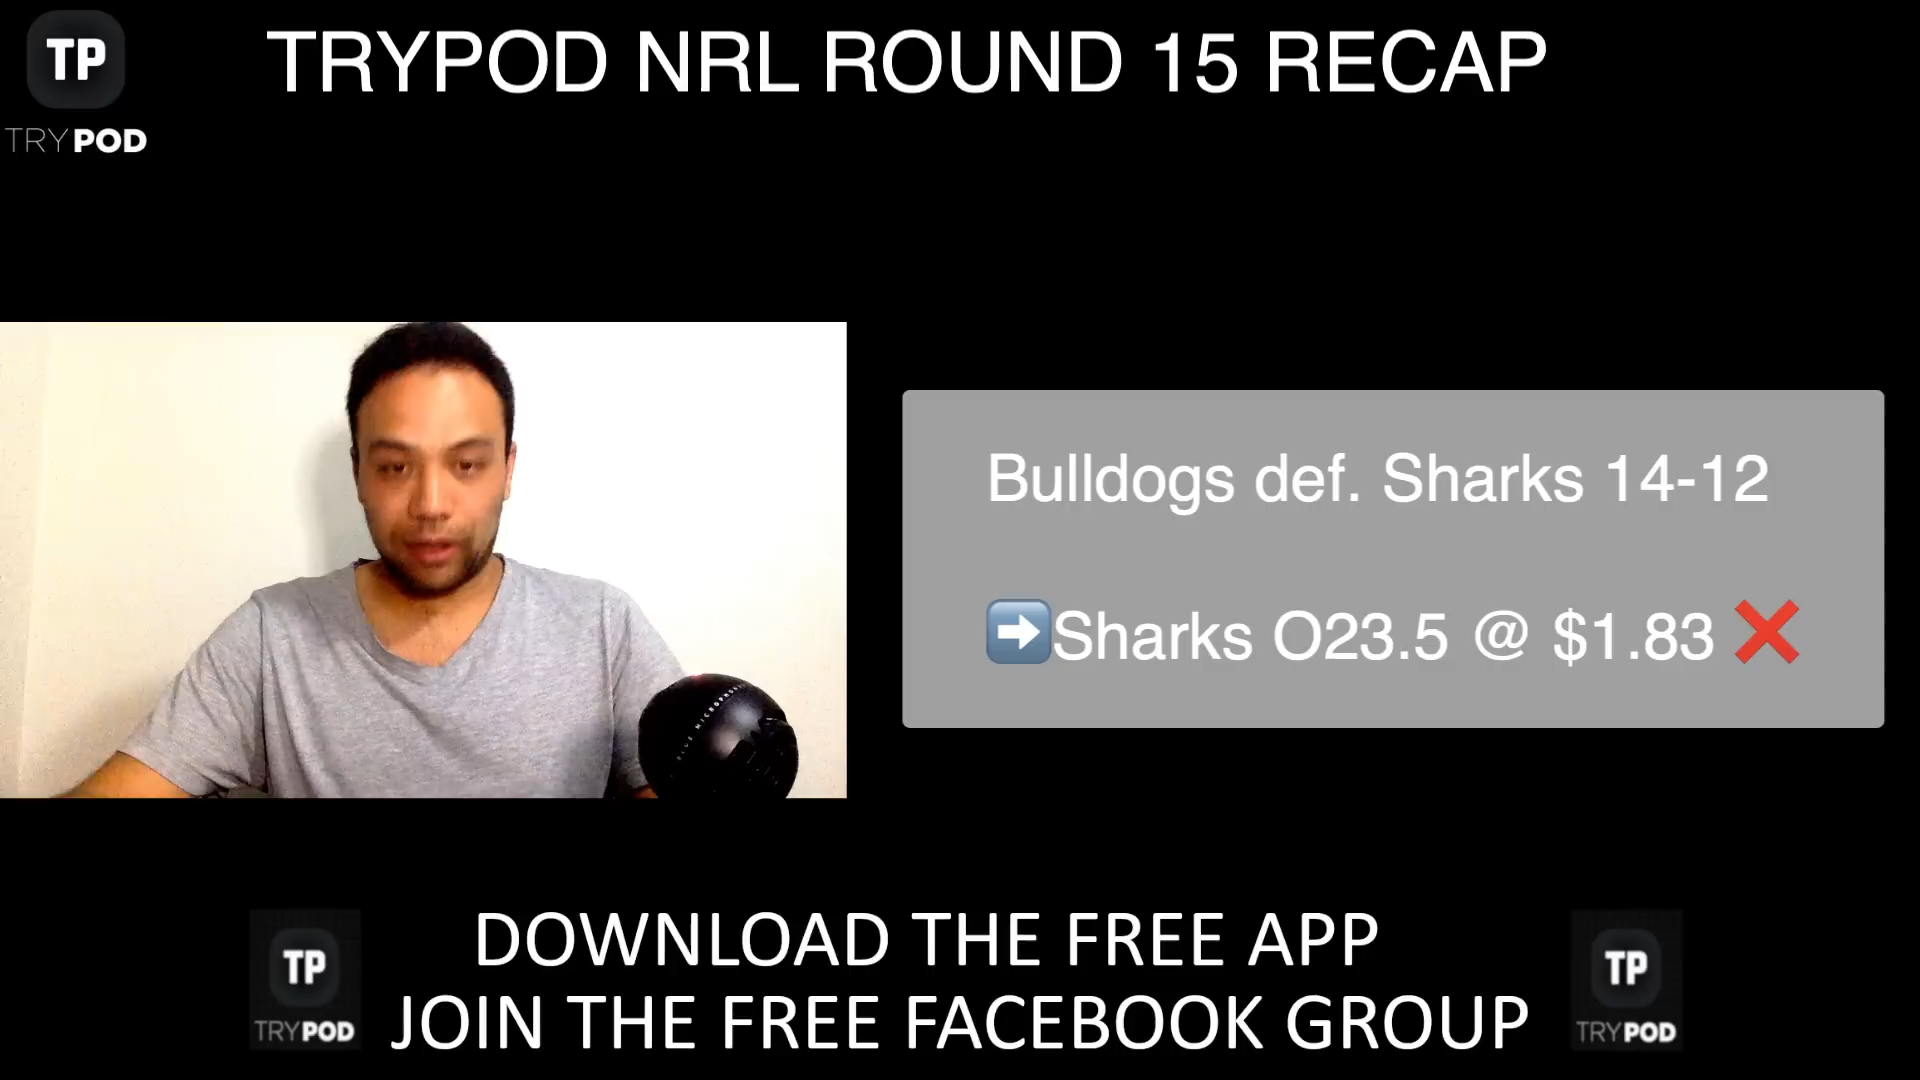 TP
TRYPOD
TRYPOD NRL ROUND 15 RECAP
Bulldogs def. Sharks 14-12
➡️Sharks O23.5 @ $1.83 ❌
DOWNLOAD THE FREE APP
JOIN THE FREE FACEBOOK GROUP
TP
TRYPOD
TP
TRYPOD